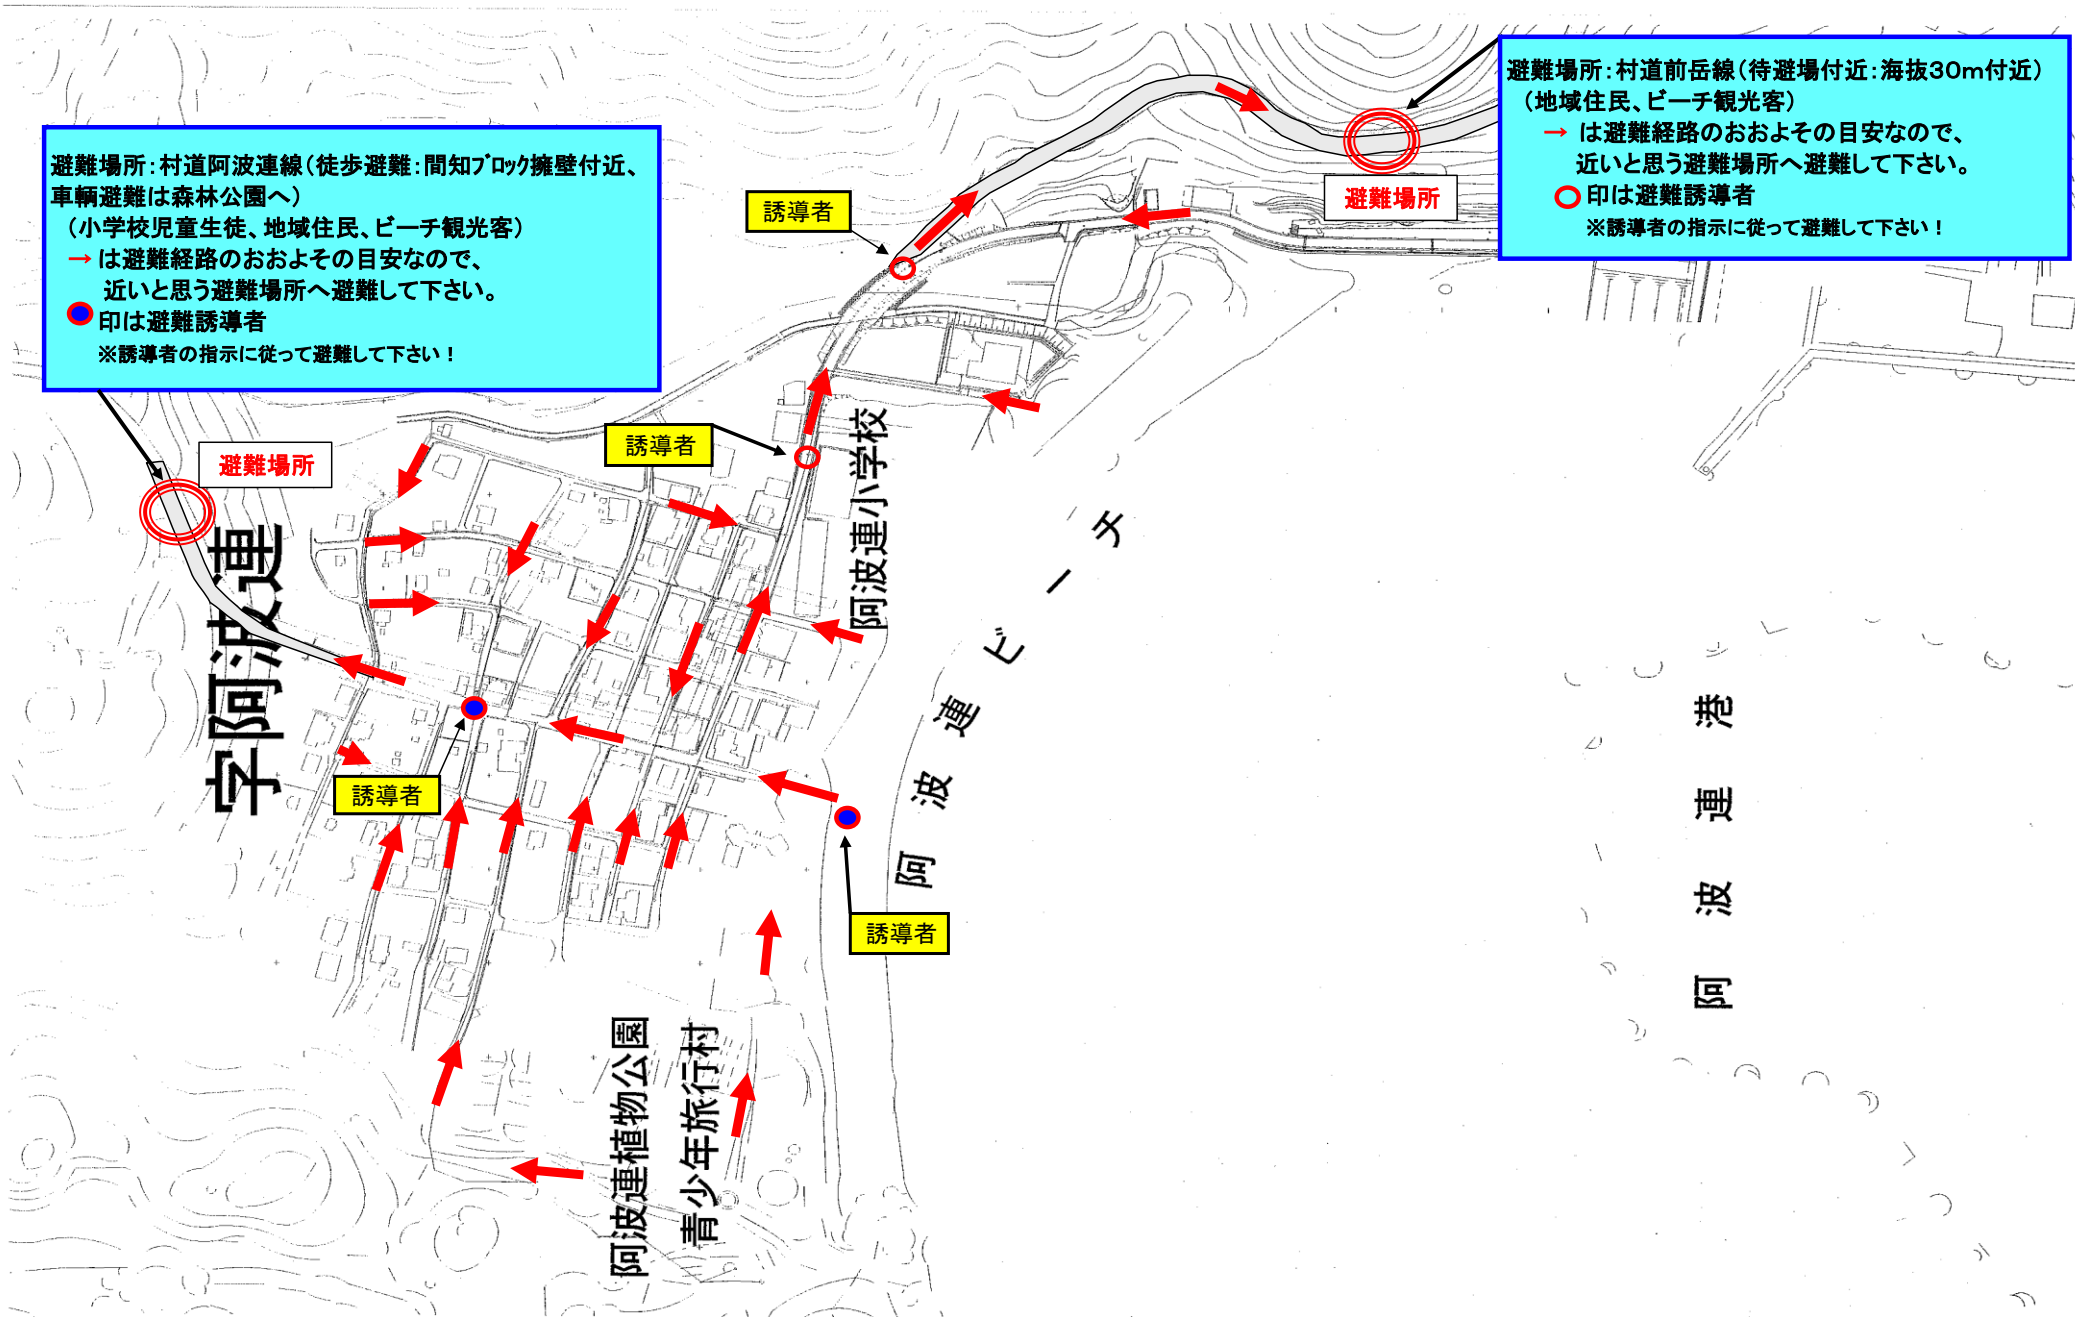 避難場所：村道阿波連線(徒歩避難：間知ブロック擁壁付近、
車輌避難は森林公園へ)
（小学校児童生徒、地域住民、ビーチ観光客）
→は避難経路のおおよその目安なので、
近いと思う避難場所へ避難して下さい。
印は避難誘導者
※誘導者の指示に従って避難して下さい！
避難場所：村道前岳線(待避場付近：海抜30m付近)
（地域住民、ビーチ観光客）
→ は避難経路のおおよその目安なので、
近いと思う避難場所へ避難して下さい。
印は避難誘導者
※誘導者の指示に従って避難して下さい！
避難場所
誘導者
誘導者
避難場所
字阿波連
阿波連小学校
阿波連ビーチ
阿波連港
誘導者
誘導者
阿波連植物公園
青少年旅行村